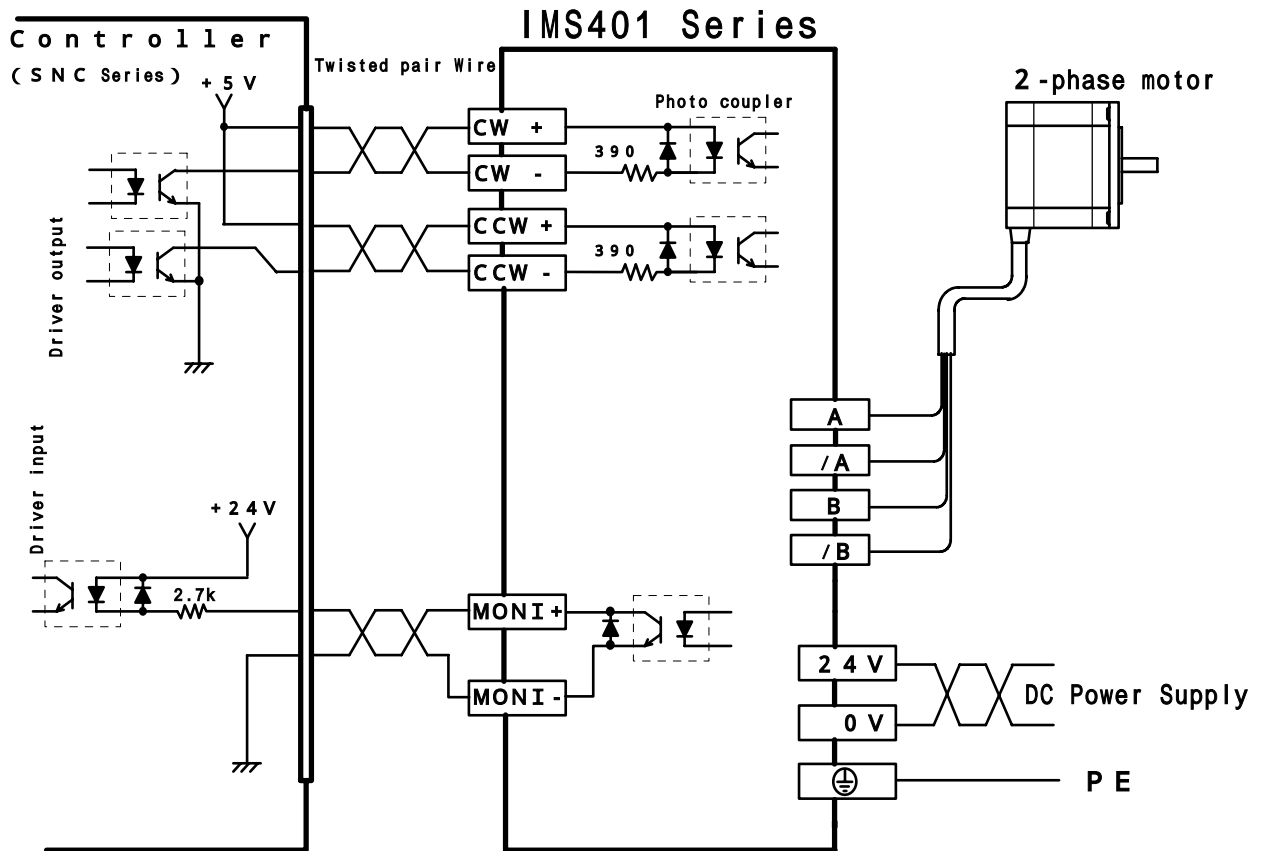 IMS401 Series
Controller
(SNC Series)
+5V
Twisted pair Wire
Photo coupler
2-phase motor
CW +
390
CW -
CCW +
390
CCW -
Driver output
A
/A
B
/B
Driver input
+24V
2.7k
MONI+
MONI-
24V
0V
DC Power Supply
PE